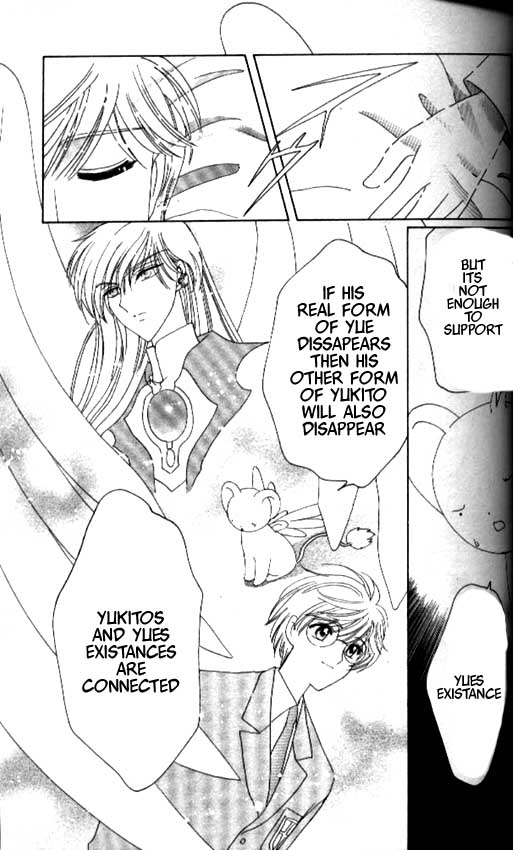 BUT
ITS
NOT
ENOUGH
TO
SUPPORT
YUES
EXISTANCE
IF HIS
REAL FORM
OF YUE
DISSAPEARS
THEN HIS
OTHER FORM
OF YUKITO
WILL ALSO
DISAPPEAR
YUKITOS
AND YUES
EXISTANCES
ARE
CONNECTED